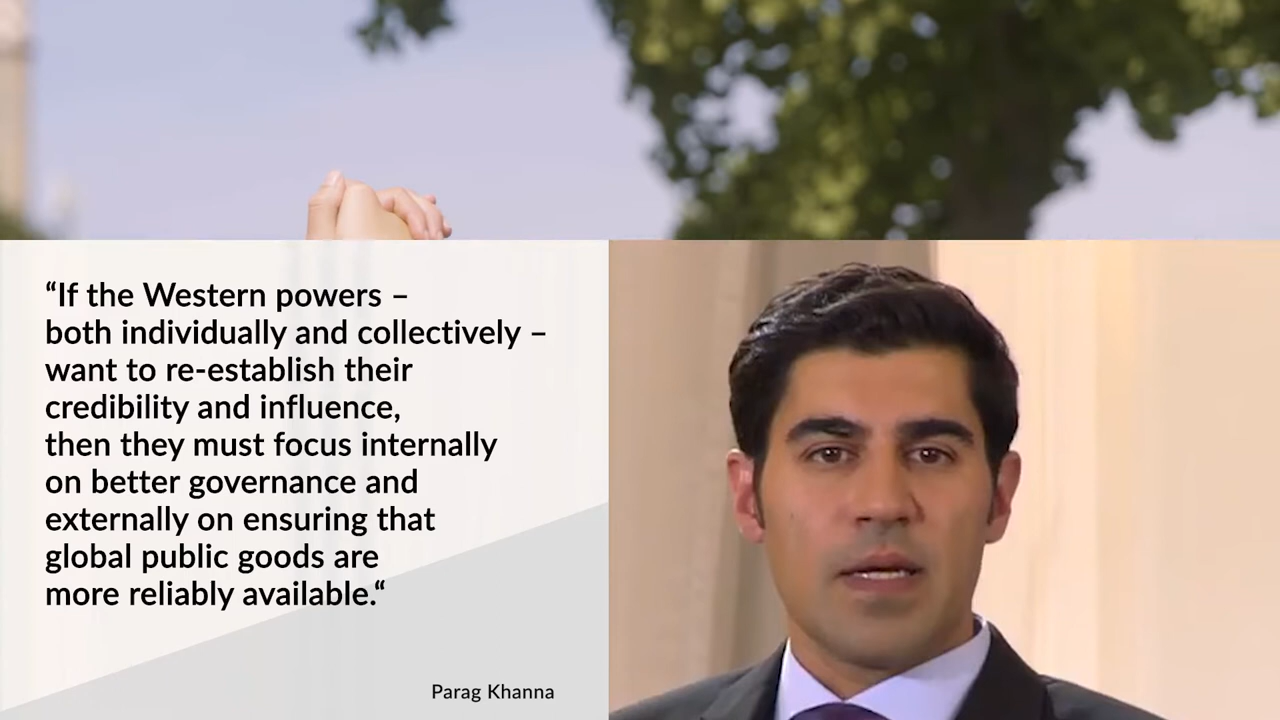 “If the Western powers –
both individually and collectively –
want to re-establish their
credibility and influence,
then they must focus internally
on better governance and
externally on ensuring that
global public goods are
more reliably available.“
Parag Khanna